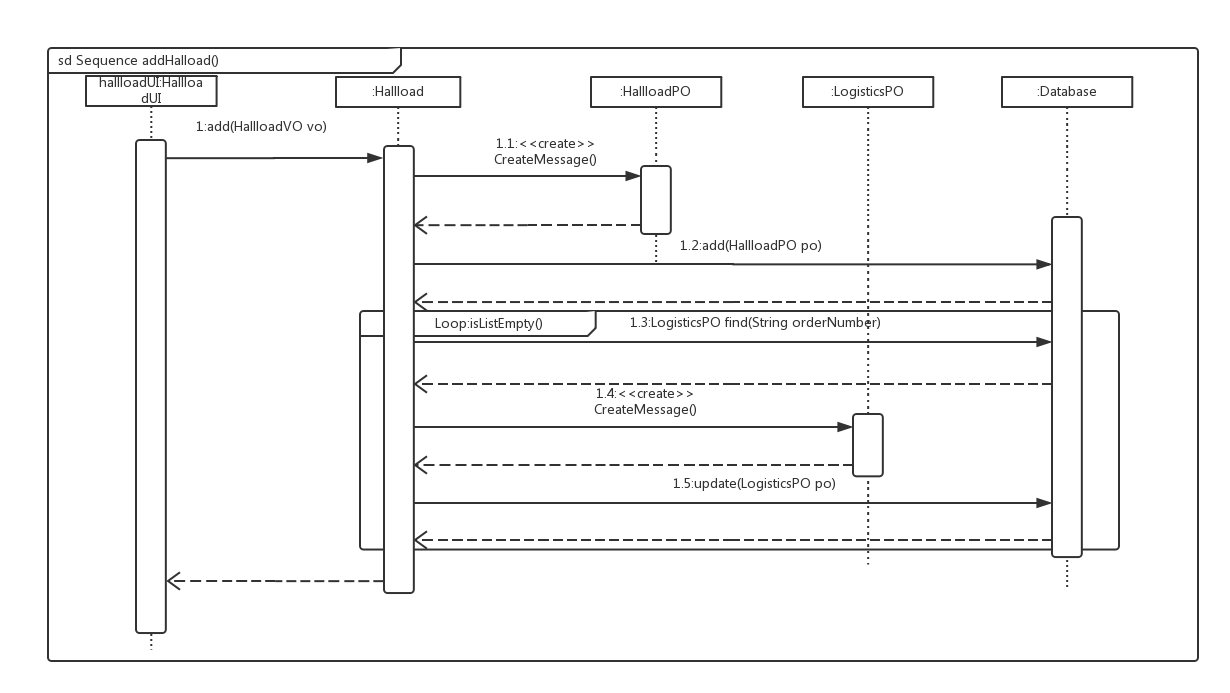 sd Sequence addHalload()
hallloadUI:Hallloa
dUI
:Hallload
:HallloadPO
:LogisticsPO
:Database
1:add(HallloadVO vo)
1.1:<<create>>
CreateMessage()
1.2:add(HallloadPO po)
Loop:isListEmpty()
1.3:LogisticsPO find(String orderNumber)
1.4:<<create>>
CreateMessage()
1.5:update(LogisticsPO po)